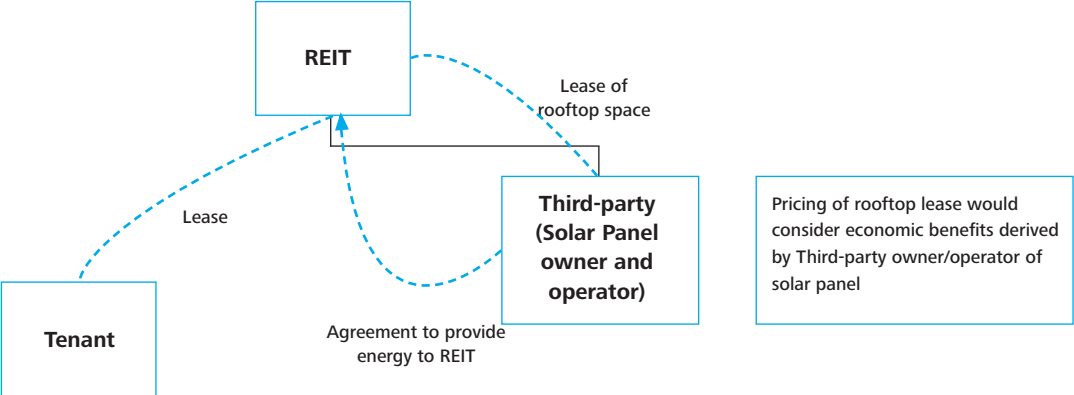 REIT
Lease of
rooftop space
Lease
Third-party
(Solar Panel
owner and
operator)
Pricing of rooftop lease would
consider economic benefits derived
by Third-party owner/operator of
solar panel
Tenant
Agreement to provide
energy to REIT